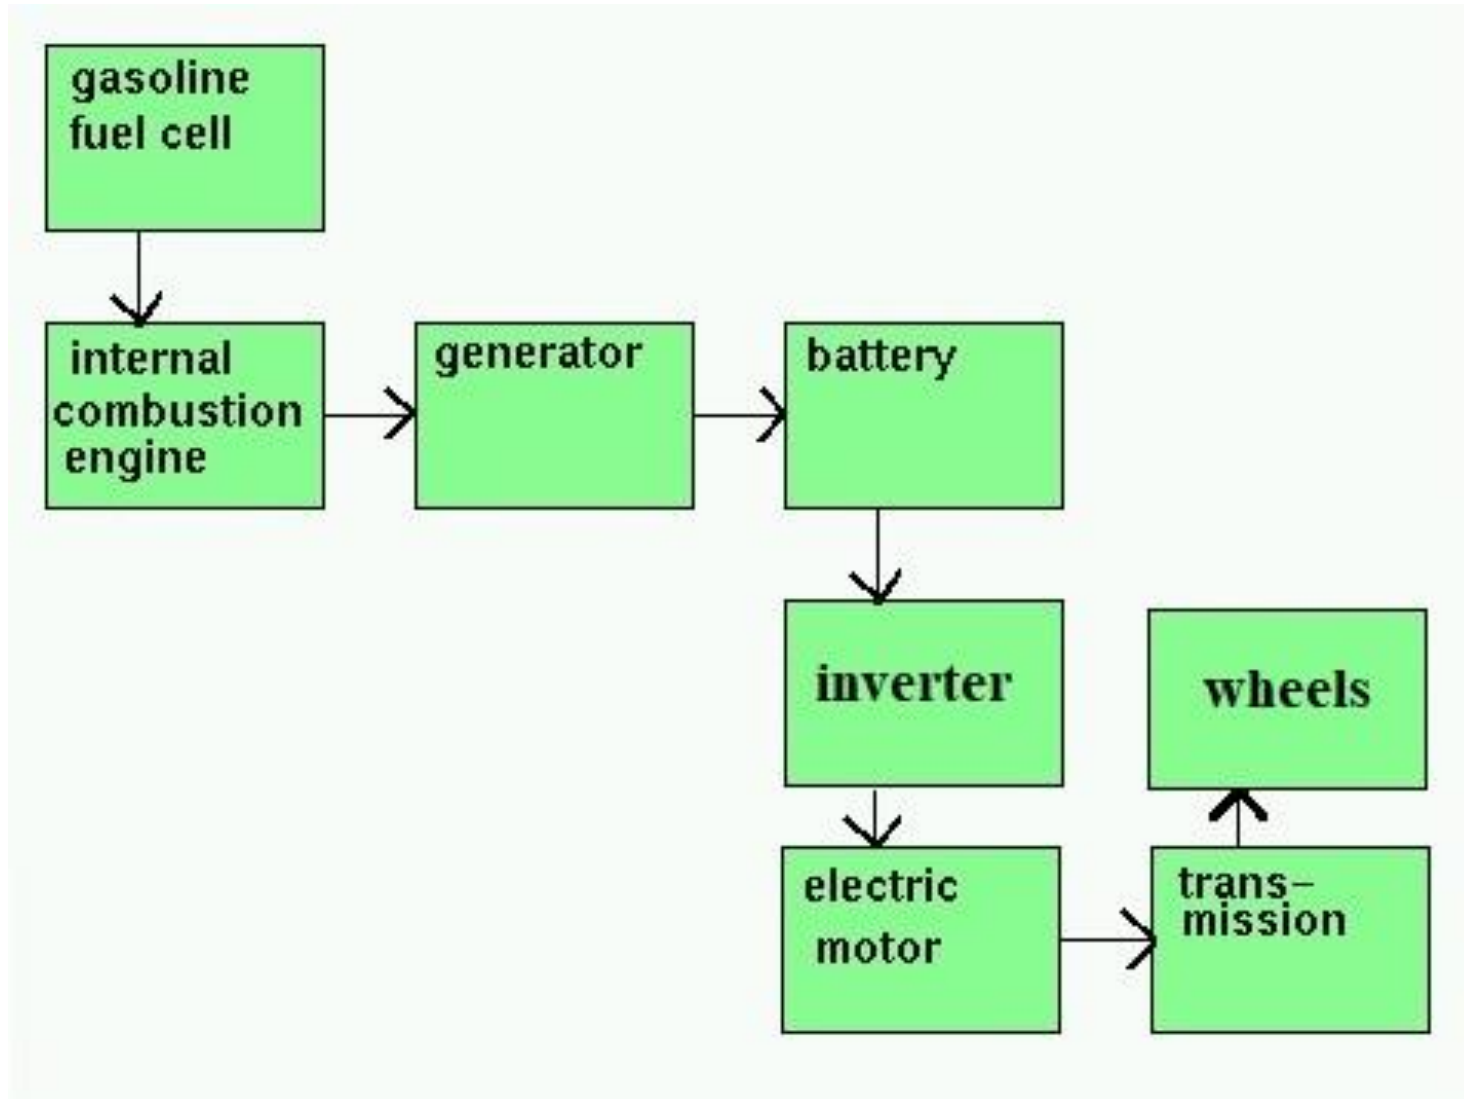 gasoline
fuel cell
internal
combustion
engine
generator
battery
inverter
wheels
electric
motor
trans-
mission